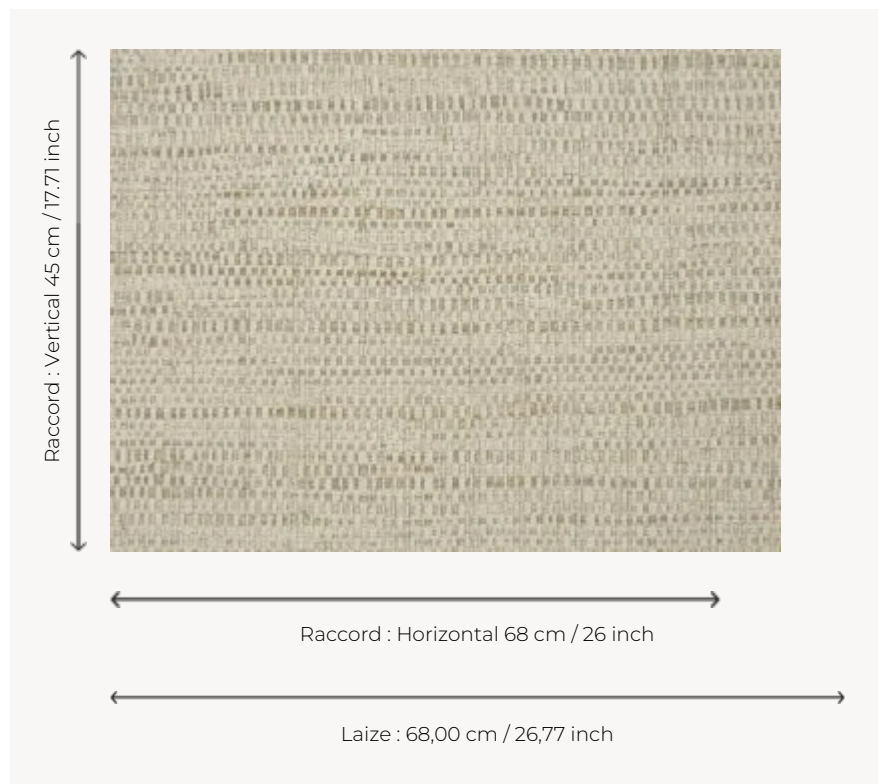 Raccord : Vertical 45 cm / 17.71 inch
Raccord : Horizontal 68 cm / 26 inch
Laize : 68,00 cm / 26,77 inch